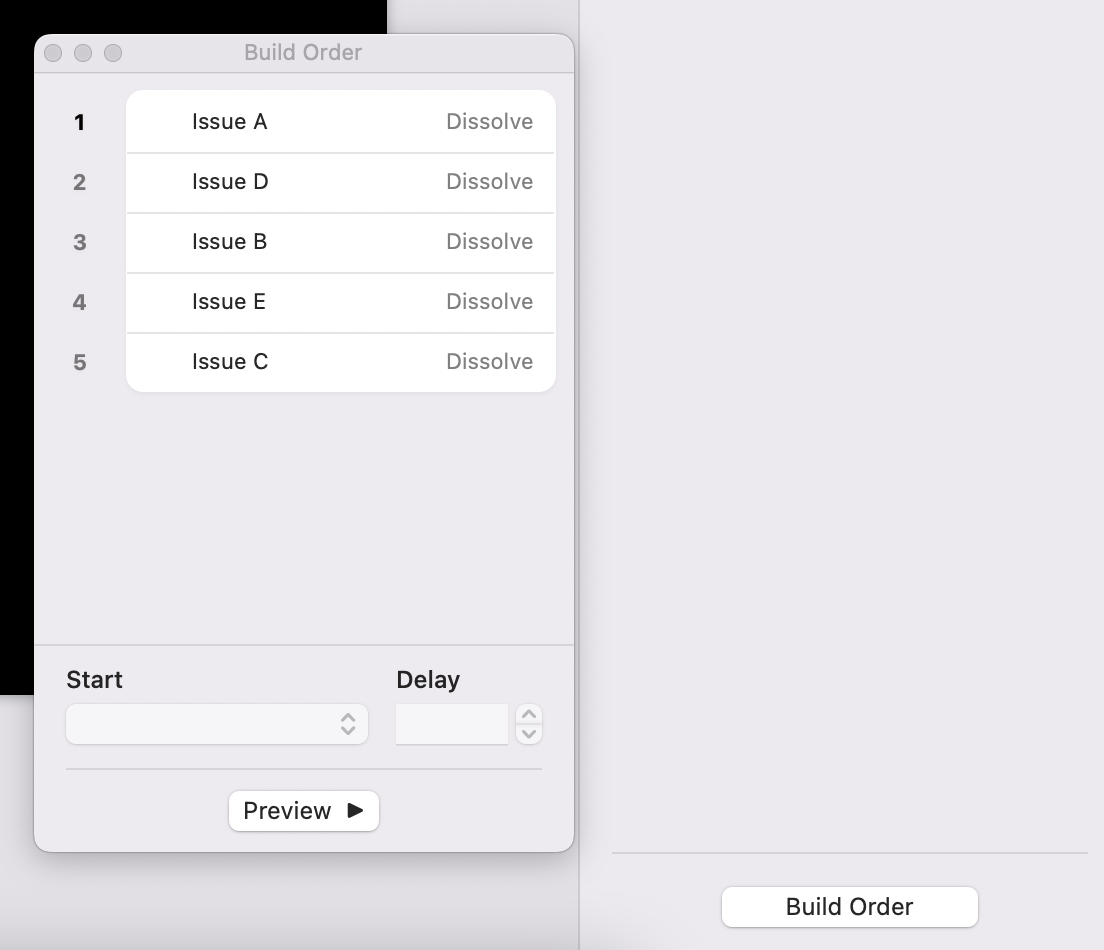 Build Order
1 Issue A Dissolve
2 Issue D Dissolve
3 Issue B Dissolve
4 Issue E Dissolve
5 Issue C Dissolve
Start Delay
Preview
Build Order